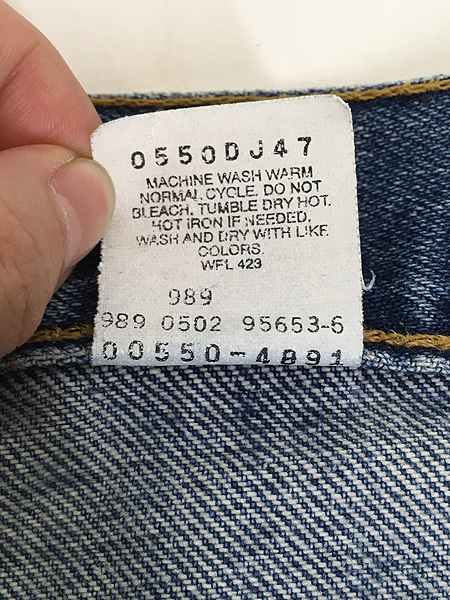 0550DJ47
MACHINE WASH WARM
NORMAL CYCLE. DO NOT
BLEACH. TUMBLE DRY HOT.
HOT IRON IF NEEDED.
WASH AND DRY WITH LIKE
COLORS.
WPL 423
989
989 0502 95653-6
00550-4891